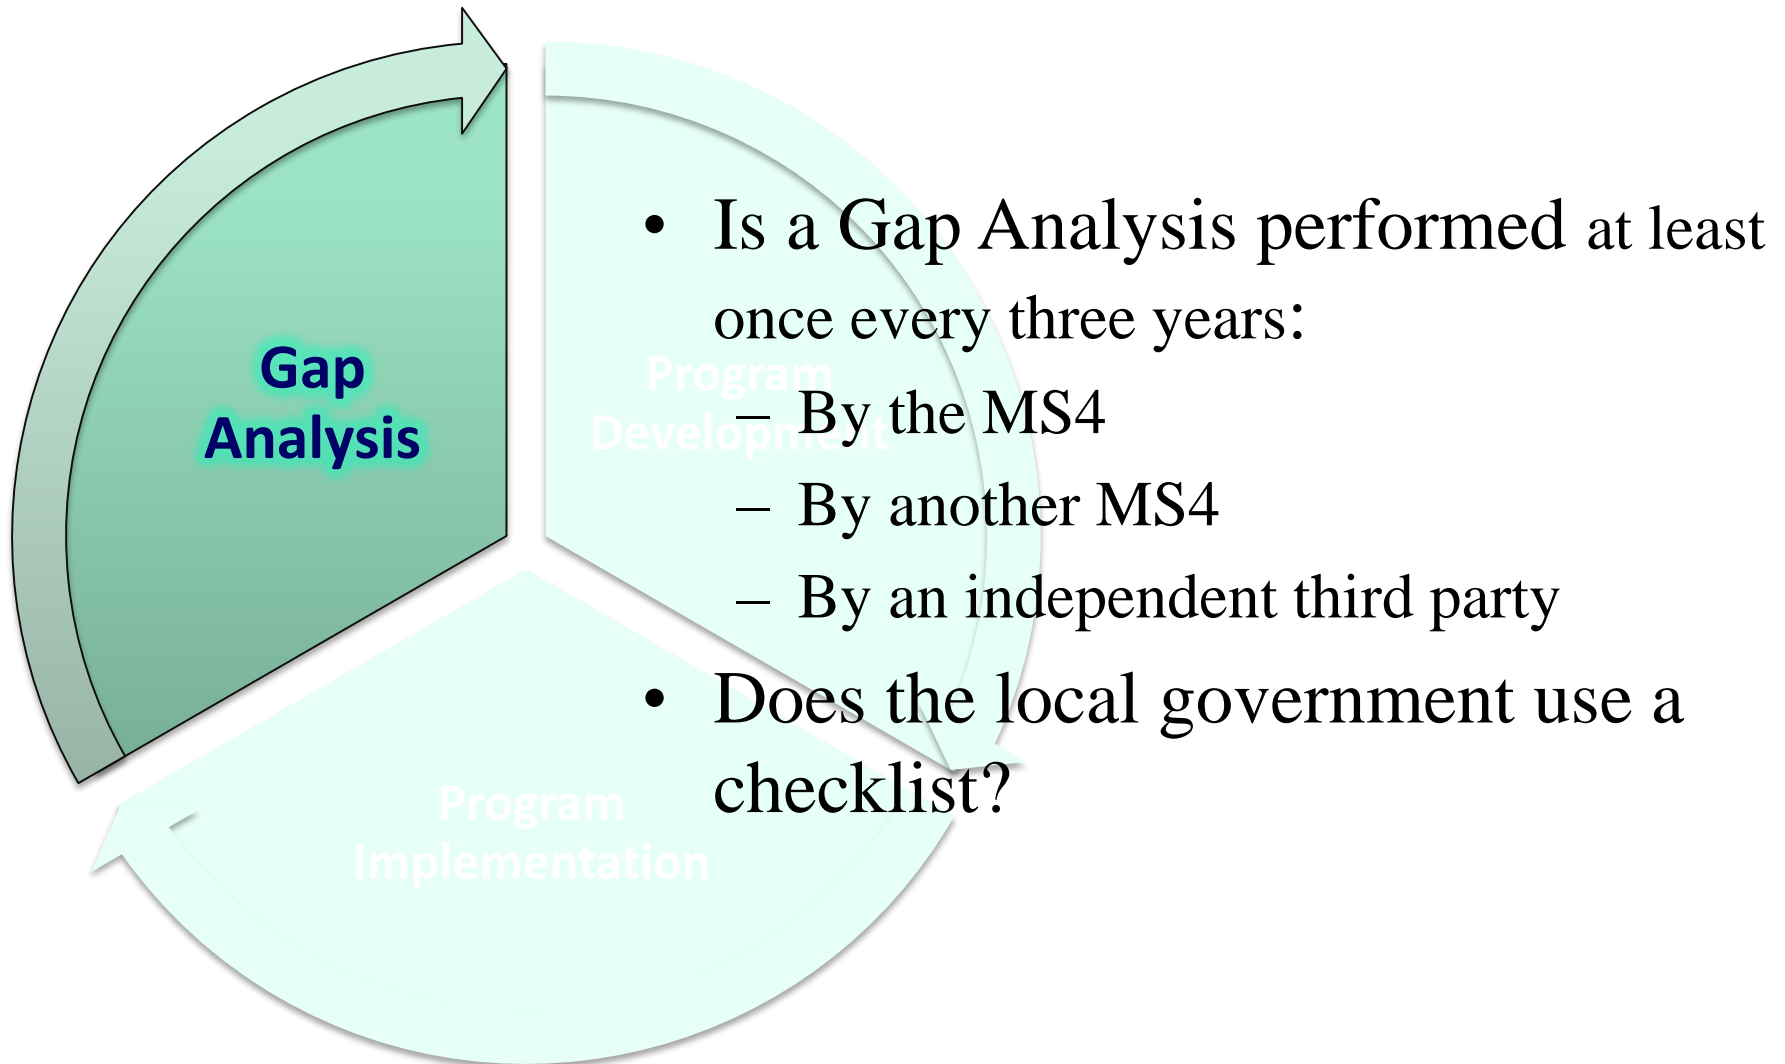 Gap
Analysis
Program
Development
Program
Implementation
• Is a Gap Analysis performed at least
once every three years:
– By the MS4
– By another MS4
– By an independent third party
• Does the local government use a
checklist?